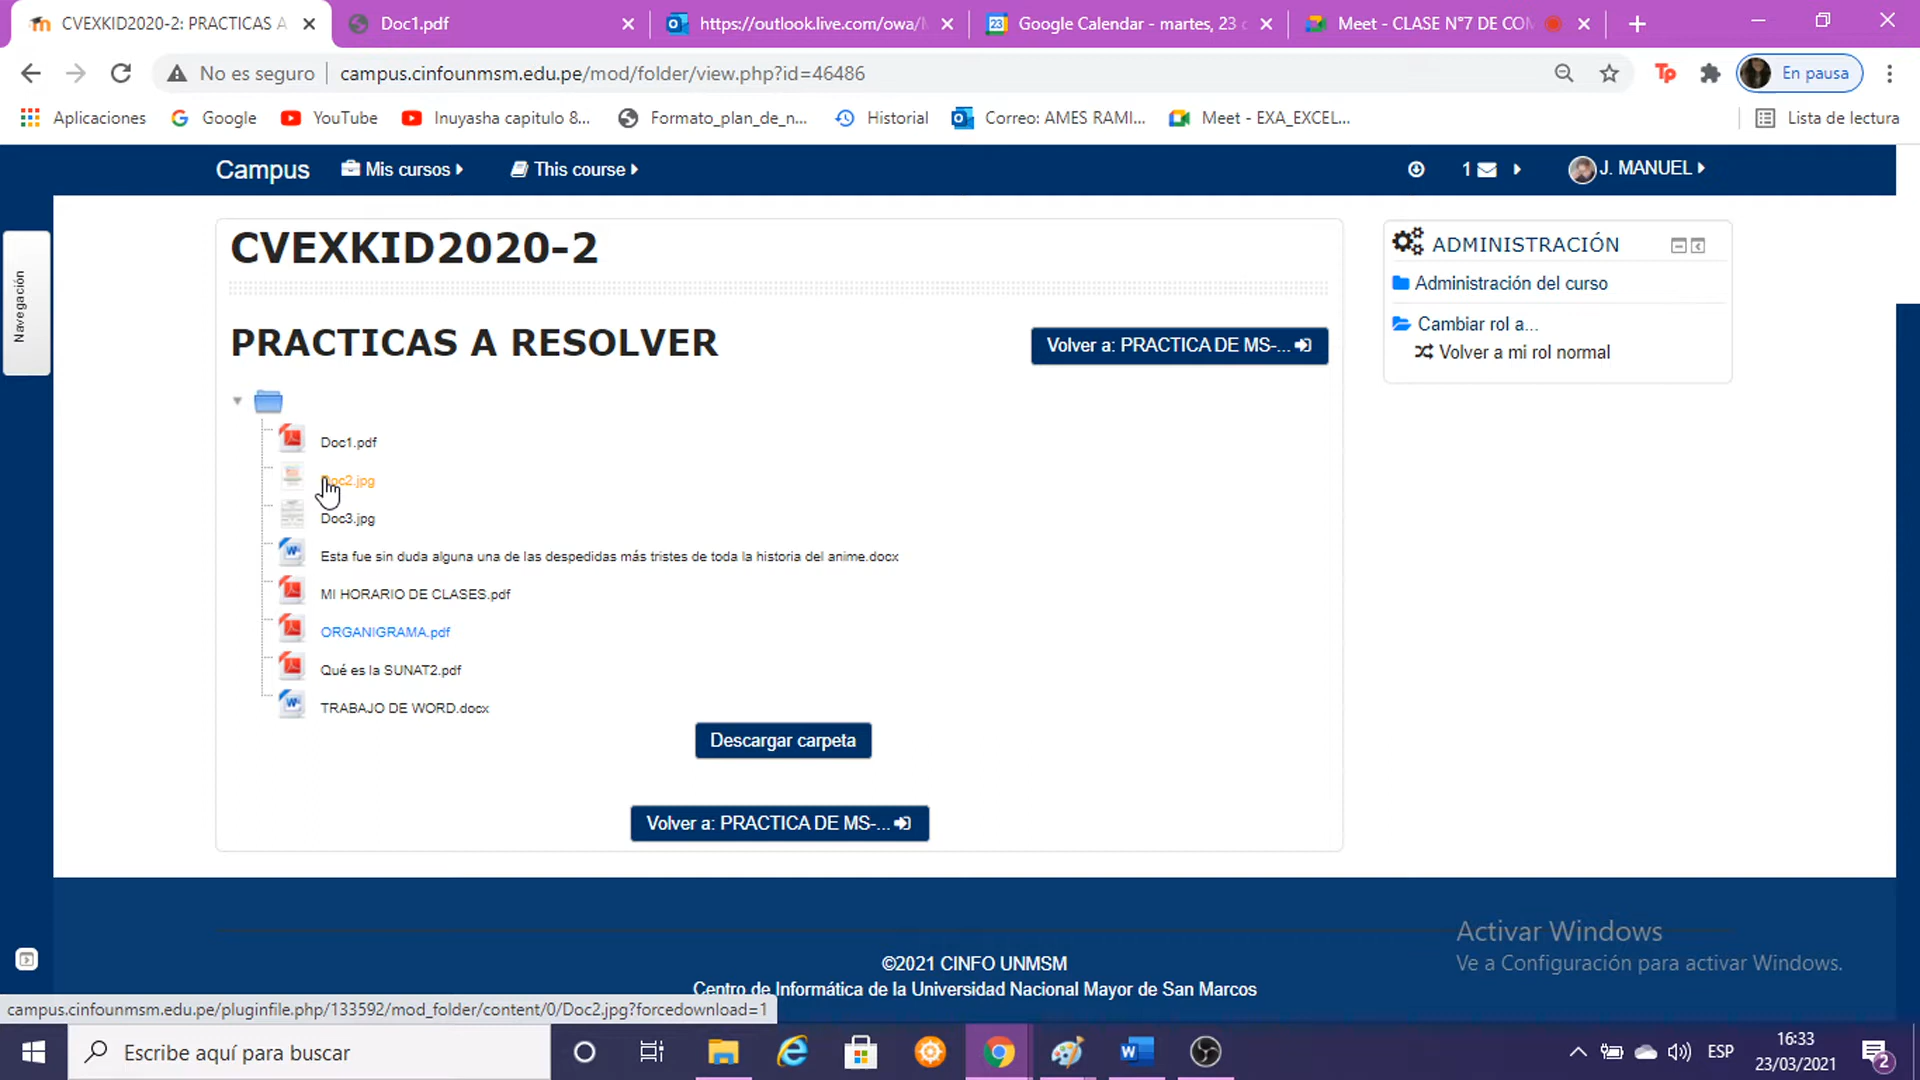 CVEXKID2020-2: PRACTICAS A
Doc1.pdf
https://outlook.live.com/owa/
Google Calendar - martes, 23
Meet - CLASE N°7 DE CO
No es seguro
campus.cinfounmsm.edu.pe/mod/folder/view.php?id=46486
En pausa
Aplicaciones
Google
YouTube
Inuyasha capitulo 8...
Formato_plan_de_n...
Historial
Correo: AMES RAMI...
Meet - EXA_EXCEL...
Lista de lectura
Campus
Mis cursos
This course
1
J. MANUEL
Navegación
CVEXKID2020-2
ADMINISTRACIÓN
Administración del curso
Cambiar rol a...
Volver a mi rol normal
PRACTICAS A RESOLVER
Volver a: PRACTICA DE MS-...
Doc1.pdf
Doc2.jpg
Doc3.jpg
Esta fue sin duda alguna una de las despedidas más tristes de toda la historia del anime.docx
MI HORARIO DE CLASES.pdf
ORGANIGRAMA.pdf
Qué es la SUNAT2.pdf
TRABAJO DE WORD.docx
Descargar carpeta
Volver a: PRACTICA DE MS-...
Activar Windows
Ve a Configuración para activar Windows.
©2021 CINFO UNMSM
Centro de Informática de la Universidad Nacional Mayor de San Marcos
campus.cinfounmsm.edu.pe/pluginfile.php/133592/mod_folder/content/0/Doc2.jpg?forcedownload=1
Escribe aquí para buscar
ESP
16:33
23/03/2021
2